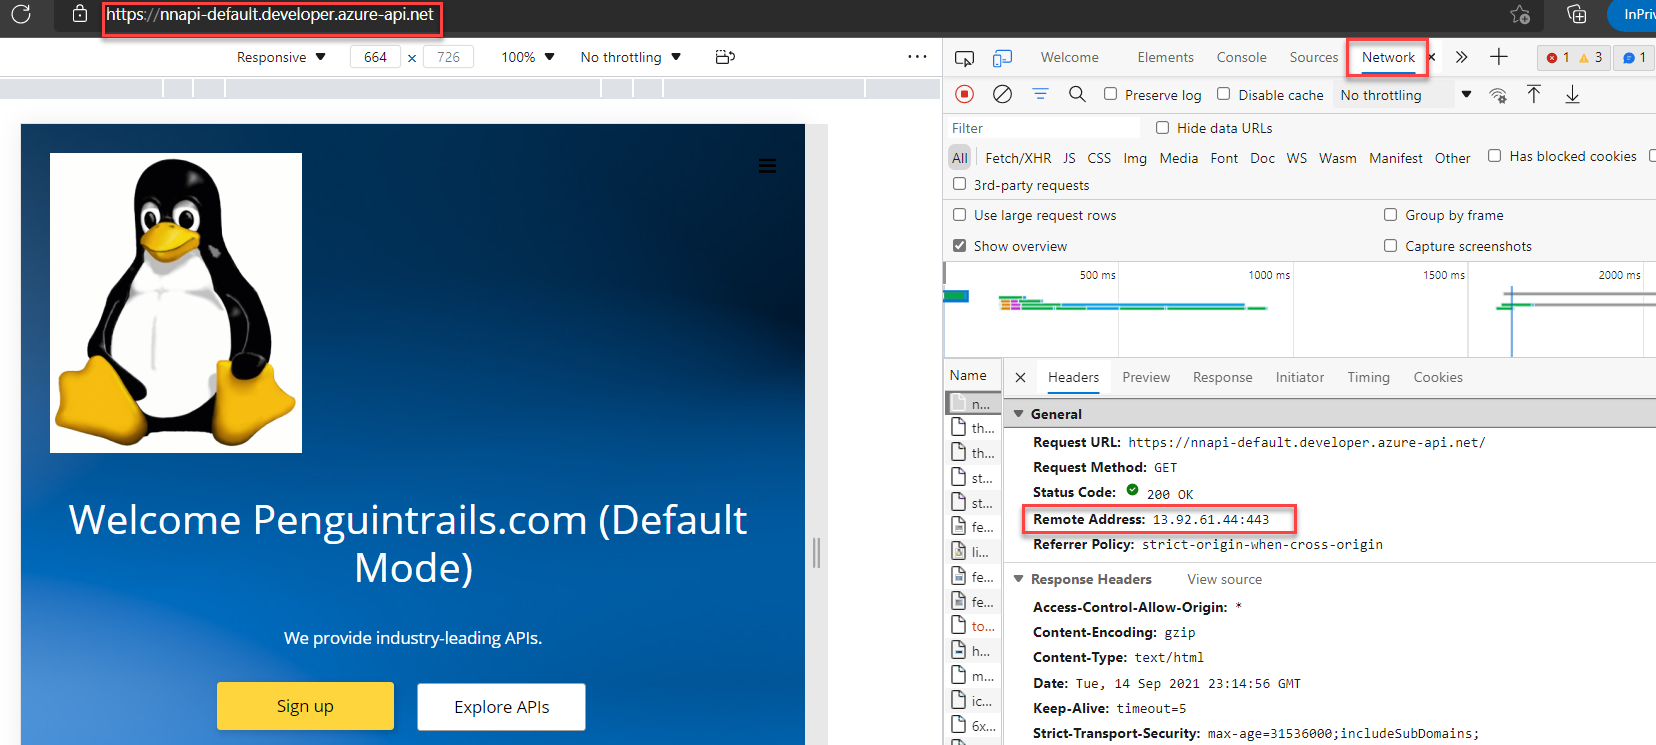 https://nnapi-default.developer.azure-api.net
InPriv
Responsive 664 × 726 100% No throttling
Welcome Elements Console Sources Network 1 3 1
Preserve log Disable cache No throttling
Filter Hide data URLs
All Fetch/XHR JS CSS Img Media Font Doc WS Wasm Manifest Other Has blocked cookies
3rd-party requests
Use large request rows Group by frame
Show overview Capture screenshots
500 ms 1000 ms 1500 ms 2000 ms
Name Headers Preview Response Initiator Timing Cookies
n...
th...
th...
st...
st...
fe...
li...
fe...
fe...
to...
h...
m...
ic...
6x...
General
Request URL: https://nnapi-default.developer.azure-api.net/
Request Method: GET
Status Code: 200 OK
Remote Address: 13.92.61.44:443
Referrer Policy: strict-origin-when-cross-origin
Response Headers View source
Access-Control-Allow-Origin: *
Content-Encoding: gzip
Content-Type: text/html
Date: Tue, 14 Sep 2021 23:14:56 GMT
Keep-Alive: timeout=5
Strict-Transport-Security: max-age=31536000;includeSubDomains;
Welcome Penguintrails.com (Default
Mode)
We provide industry-leading APIs.
Sign up Explore APIs